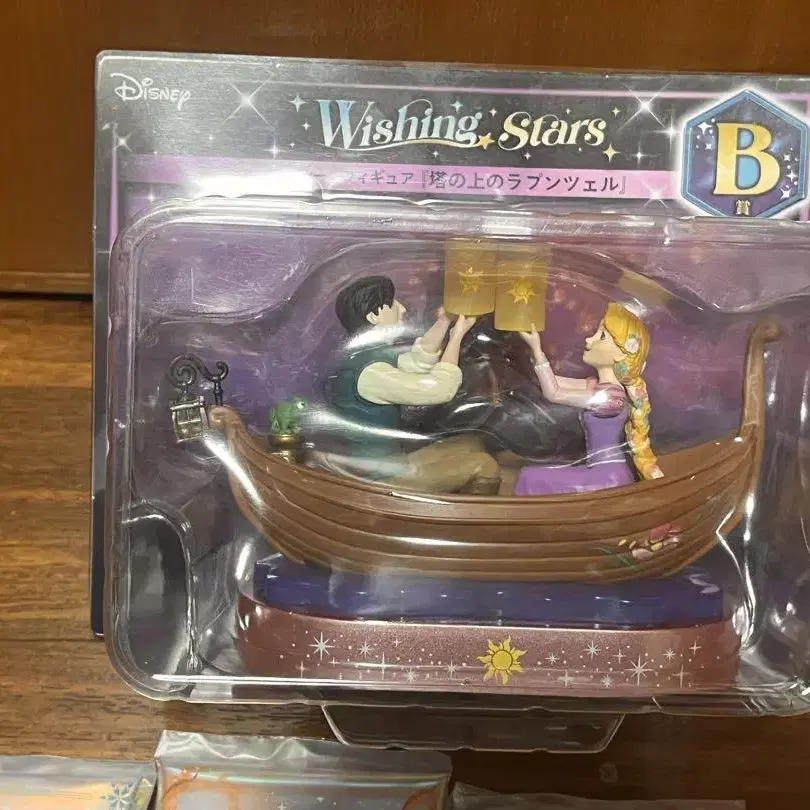 Disney
Wishing Stars
フィギュア『塔の上のラプンツェル』
B
賞